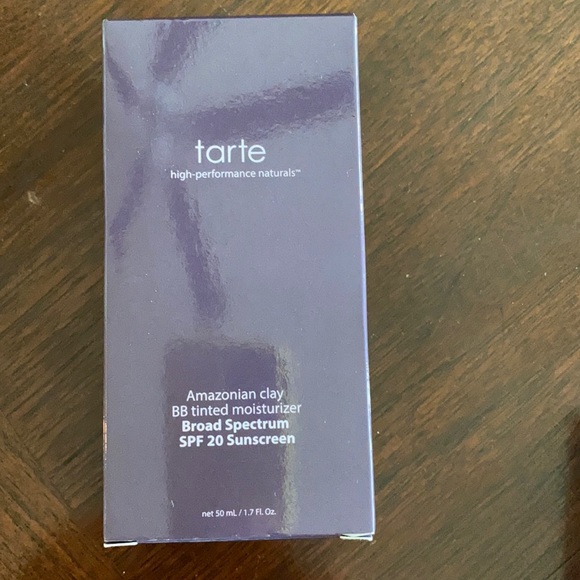 tarte
high-performance naturals™
Amazonian clay
BB tinted moisturizer
Broad Spectrum
SPF 20 Sunscreen
net 50 mL / 1.7 Fl. Oz.